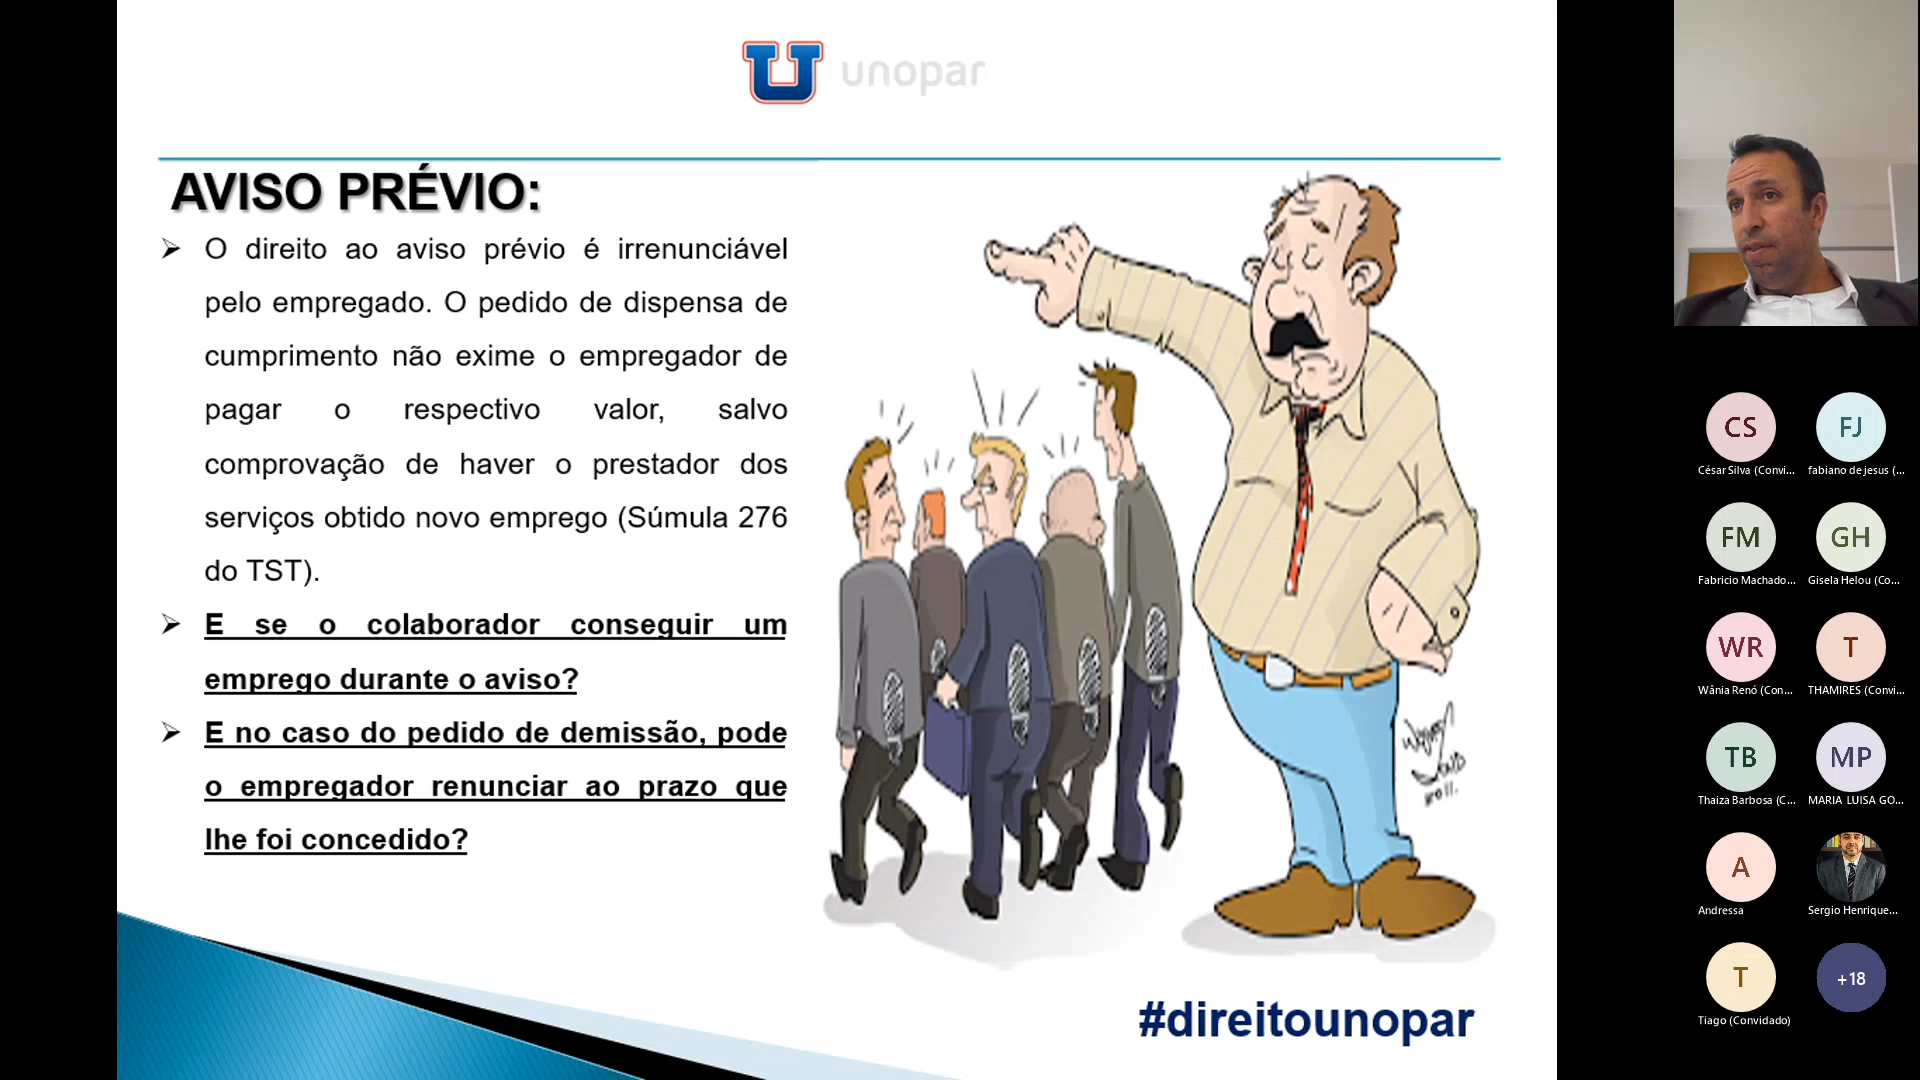 unopar
AVISO PRÉVIO:
O direito ao aviso prévio é irrenunciável
pelo empregado. O pedido de dispensa de
cumprimento não exime o empregador de
pagar o respectivo valor, salvo
comprovação de haver o prestador dos
serviços obtido novo emprego (Súmula 276
do TST).
E se o colaborador conseguir um
emprego durante o aviso?
E no caso do pedido de demissão, pode
o empregador renunciar ao prazo que
lhe foi concedido?
#direitounopar
CS
FJ
César Silva (Convi...
fabiano de jesus (...
FM
GH
Fabricio Machado...
Gisela Helou (Co...
WR
T
Wânia Renó (Con...
THAMIRES (Convi...
TB
MP
Thaiza Barbosa (C...
MARIA LUISA GO...
A
Andressa
Sergio Henrique...
T
+18
Tiago (Convidado)